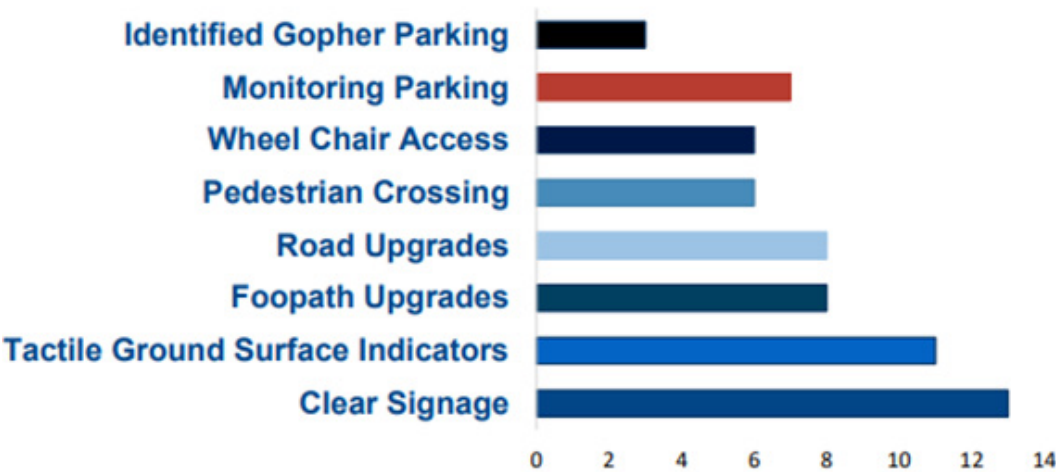 Identified Gopher Parking
Monitoring Parking
Wheel Chair Access
Pedestrian Crossing
Road Upgrades
Foopath Upgrades
Tactile Ground Surface Indicators
Clear Signage
0 2 4 6 8 10 12 14